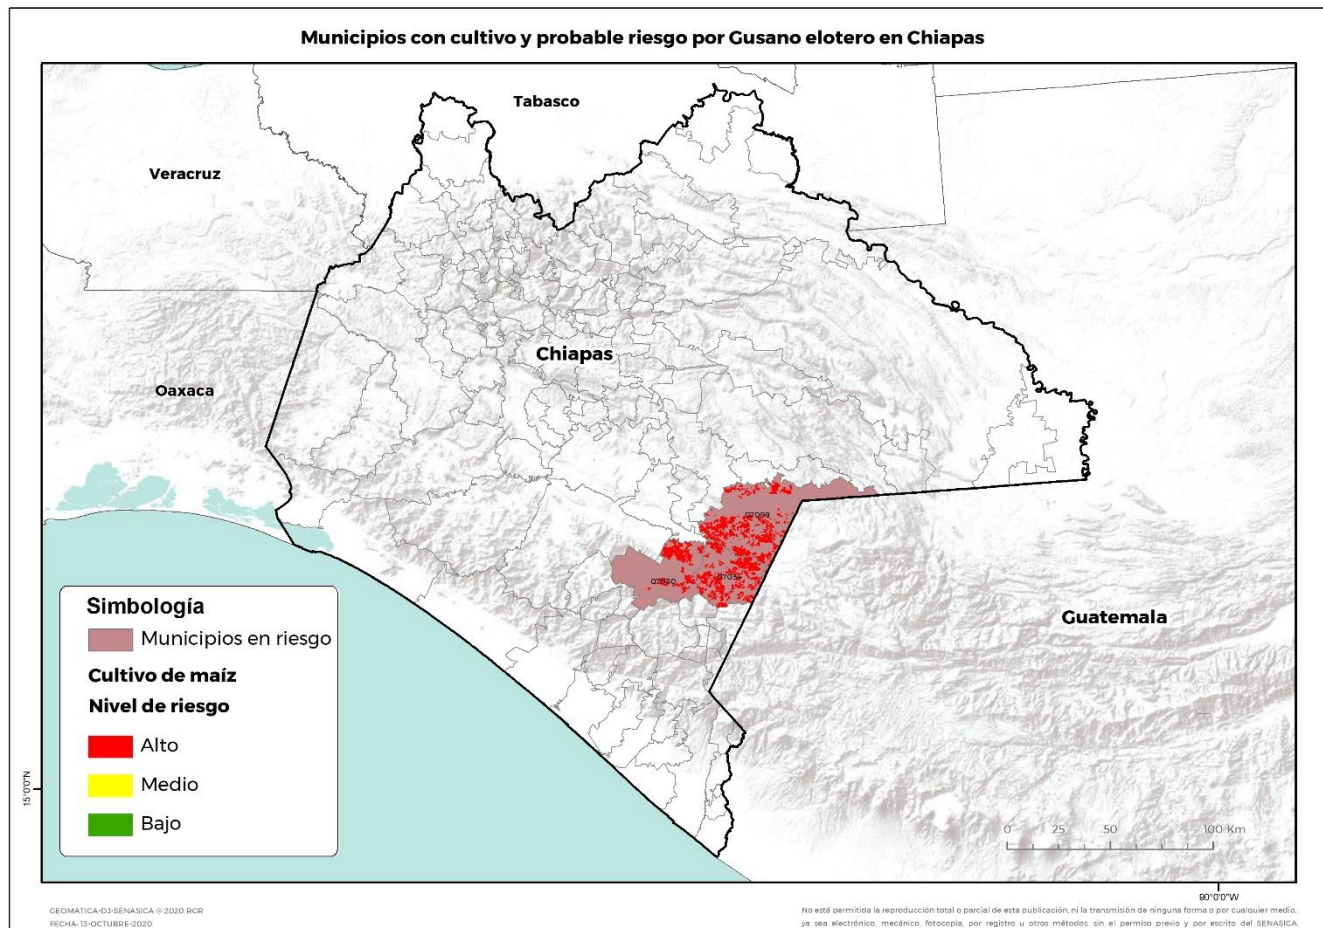 Municipios con cultivo y probable riesgo por Gusano elotero en Chiapas
Tabasco
Veracruz
Chiapas
Oaxaca
07099
07030
Guatemala
Simbología
Municipios en riesgo
Cultivo de maíz
Nivel de riesgo
Alto
Medio
Bajo
15°0'0"N
0 25 50 100 Km
90°0'0"W
GEOMATICA-DJ-SENASICA © 2020 RGR
FECHA: 13-OCTUBRE-2020
No está permitida la reproducción total o parcial de esta publicación, ni la transmisión de ninguna forma o por cualquier medio,
ya sea electrónico, mecánico, fotocopia, por registro u otros métodos, sin el permiso previo y por escrito del SENASICA.